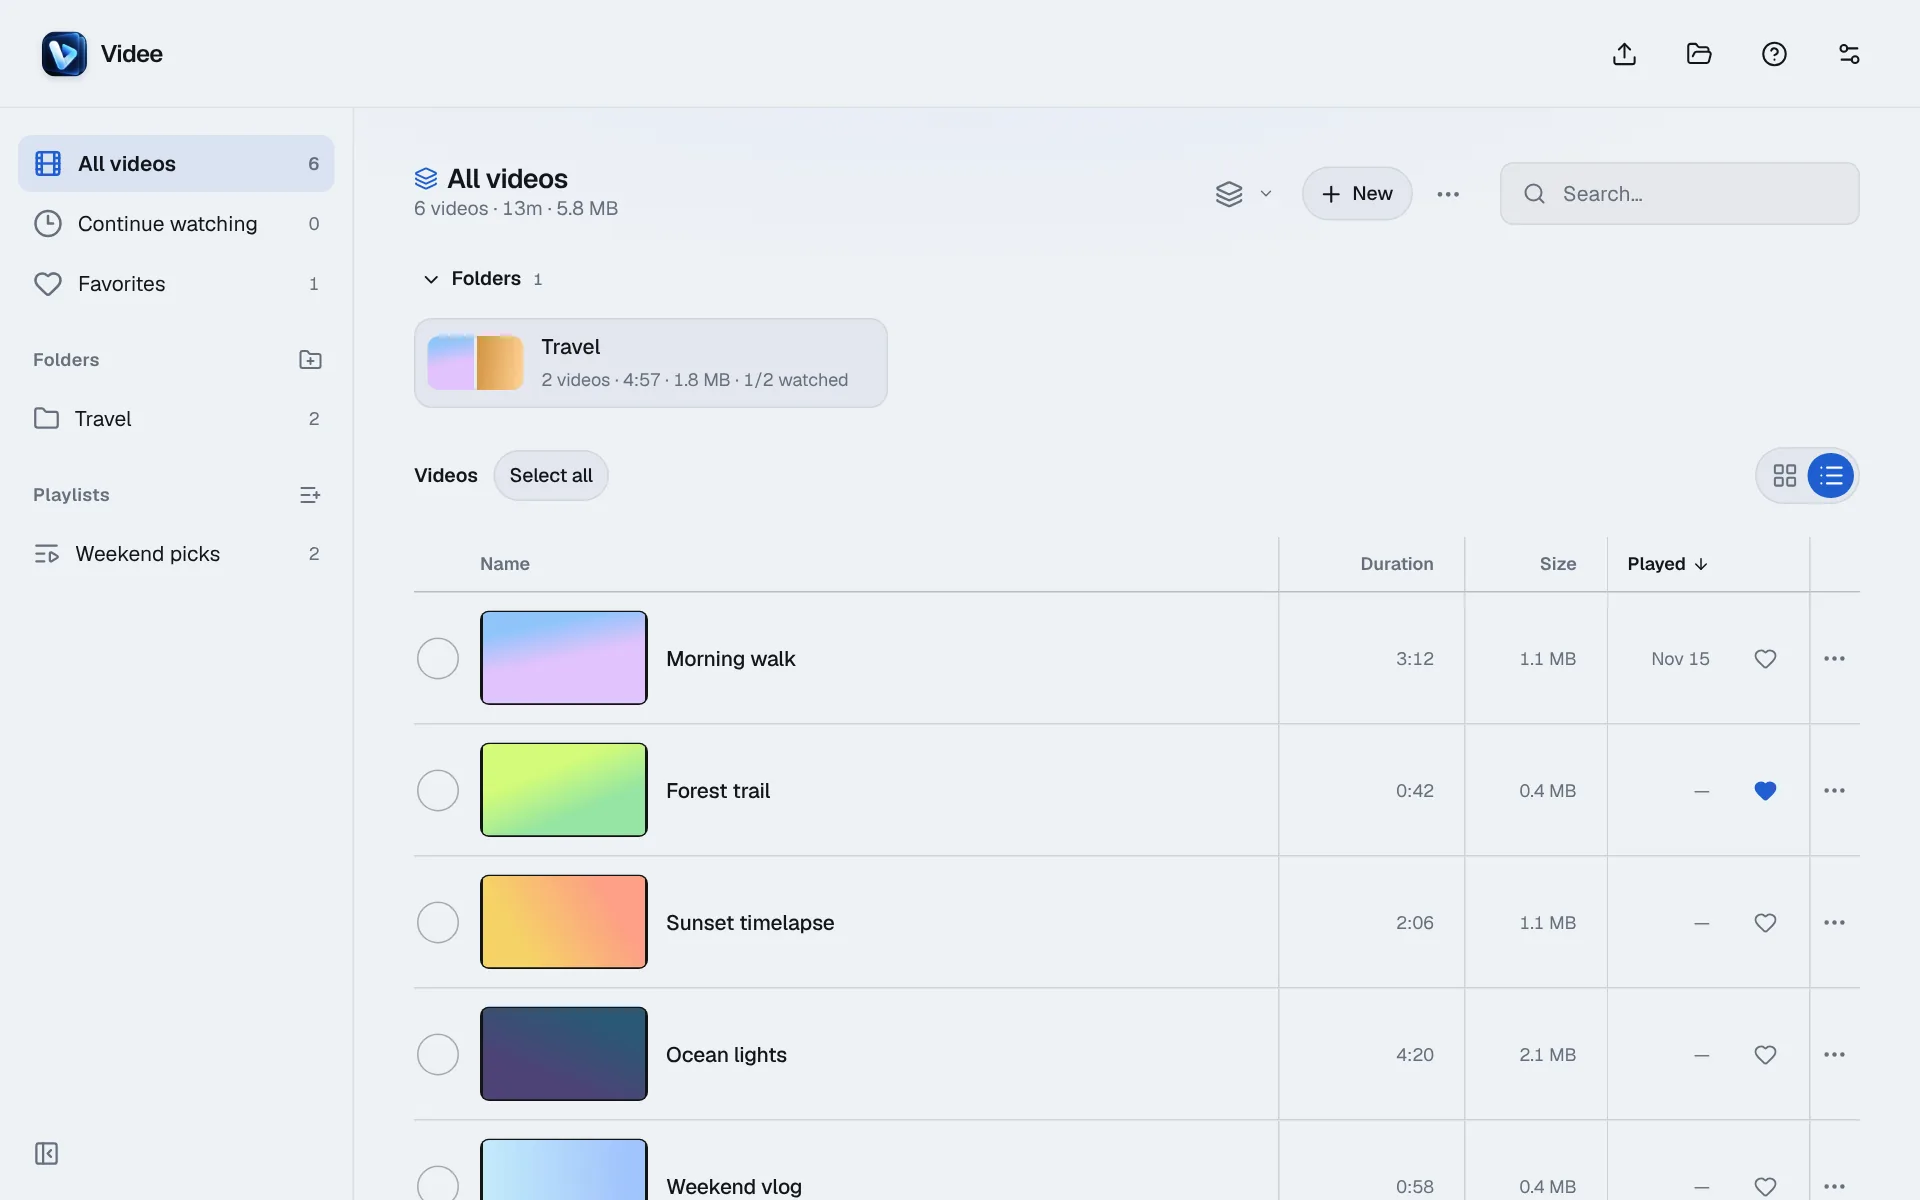 Videe
All videos 6
Continue watching 0
Favorites 1
Folders
Travel 2
Playlists
Weekend picks 2
All videos
6 videos · 13m · 5.8 MB
New
Search...
Folders 1
Travel
2 videos · 4:57 · 1.8 MB · 1/2 watched
Videos Select all
Name Duration Size Played
Morning walk 3:12 1.1 MB Nov 15
Forest trail 0:42 0.4 MB —
Sunset timelapse 2:06 1.1 MB —
Ocean lights 4:20 2.1 MB —
Weekend vlog 0:58 0.4 MB —